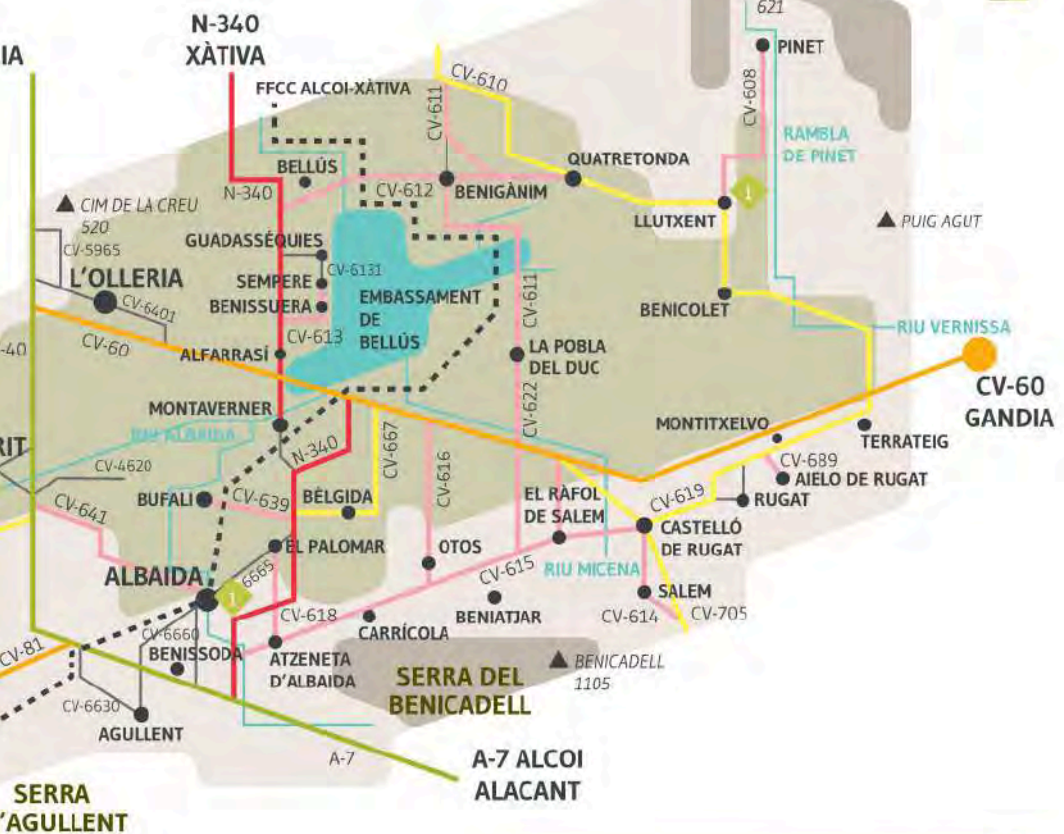 621
N-340
XÀTIVA
IA
PINET
FFCC ALCOI-XÀTIVA
CV-610
CV-611
CV-608
RAMBLA
DE PINET
BELLÚS
QUATRETONDA
N-340
CV-612
BENIGÀNIM
CIM DE LA CREU
520
LLUTXENT
1
PUIG AGUT
CV-5965
GUADASSÉQUIES
L'OLLERIA
SEMPERE
CV-6131
CV-6401
BENISSUERA
EMBASSAMENT
DE
BELLÚS
CV-611
BENICOLET
RIU VERNISSA
CV-613
-40
CV-60
ALFARRASÍ
LA POBLA
DEL DUC
CV-60
GANDIA
CV-622
MONTAVERNER
RIU ALBAIDA
MONTITXELVO
TERRATEIG
RIT
N-340
CV-667
CV-616
CV-4620
CV-689
AIELO DE RUGAT
BUFALI
CV-639
BÈLGIDA
EL RÀFOL
DE SALEM
CV-619
RUGAT
CV-641
CASTELLÓ
DE RUGAT
EL PALOMAR
OTOS
ALBAIDA
1
6665
CV-615
RIU MICENA
SALEM
CV-618
BENIATJAR
CV-614
CV-705
CV-6660
CARRÍCOLA
CV-81
BENISSODA
ATZENETA
D'ALBAIDA
SERRA DEL
BENICADELL
BENICADELL
1105
CV-6630
AGULLENT
A-7
A-7 ALCOI
ALACANT
SERRA
'AGULLENT